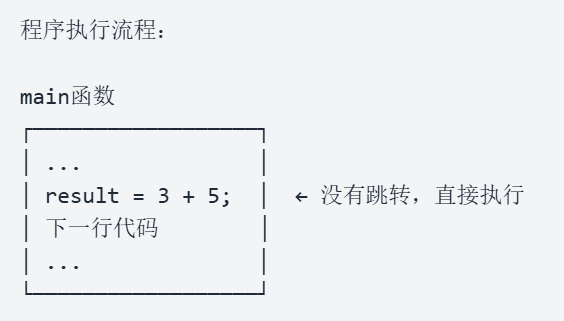 程序执行流程：
main函数
...
result = 3 + 5; ← 没有跳转，直接执行
下一行代码
...